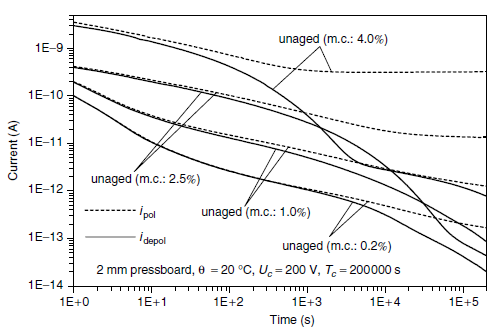 unaged (m.c.: 4.0%)
1E−9
1E−10
1E−11
1E−12
1E−13
1E−14
Current (A)
unaged (m.c.: 2.5%)
unaged (m.c.: 1.0%)
unaged (m.c.: 0.2%)
i pol
i depol
2 mm pressboard, θ = 20 °C, Uc = 200 V, Tc = 200000 s
1E+0 1E+1 1E+2 1E+3 1E+4 1E+5
Time (s)